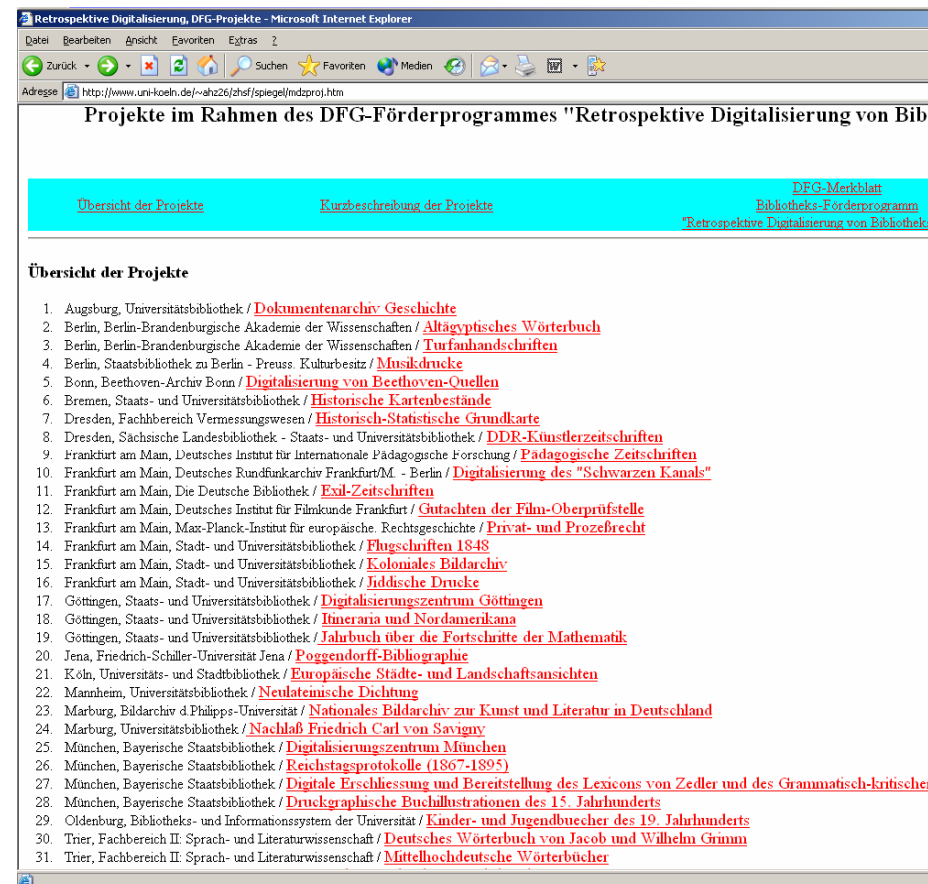 Retrospektive Digitalisierung, DFG-Projekte - Microsoft Internet Explorer
Datei Bearbeiten Ansicht Favoriten Extras ?
Zurück Suchen Favoriten Medien
Adresse http://www.uni-koeln.de/~ahz26/zhsf/spiegel/mdzproj.htm
Projekte im Rahmen des DFG-Förderprogrammes "Retrospektive Digitalisierung von Bib
DFG-Merkblatt
Übersicht der Projekte Kurzbeschreibung der Projekte Bibliotheks-Förderprogramm
"Retrospektive Digitalisierung von Bibliotheks
Übersicht der Projekte
1. Augsburg, Universitätsbibliothek / Dokumentenarchiv Geschichte
2. Berlin, Berlin-Brandenburgische Akademie der Wissenschaften / Altägyptisches Wörterbuch
3. Berlin, Berlin-Brandenburgische Akademie der Wissenschaften / Turfanhandschriften
4. Berlin, Staatsbibliothek zu Berlin - Preuss. Kulturbesitz / Musikdrucke
5. Bonn, Beethoven-Archiv Bonn / Digitalisierung von Beethoven-Quellen
6. Bremen, Staats- und Universitätsbibliothek / Historische Kartenbestände
7. Dresden, Fachhbereich Vermessungswesen / Historisch-Statistische Grundkarte
8. Dresden, Sächsische Landesbibliothek - Staats- und Universitätsbibliothek / DDR-Künstlerzeitschriften
9. Frankfurt am Main, Deutsches Institut für Internationale Pädagogische Forschung / Pädagogische Zeitschriften
10. Frankfurt am Main, Deutsches Rundfunkarchiv Frankfurt/M. - Berlin / Digitalisierung des "Schwarzen Kanals"
11. Frankfurt am Main, Die Deutsche Bibliothek / Exil-Zeitschriften
12. Frankfurt am Main, Deutsches Institut für Filmkunde Frankfurt / Gutachten der Film-Oberprüfstelle
13. Frankfurt am Main, Max-Planck-Institut für europäische. Rechtsgeschichte / Privat- und Prozeßrecht
14. Frankfurt am Main, Stadt- und Universitätsbibliothek / Flugschriften 1848
15. Frankfurt am Main, Stadt- und Universitätsbibliothek / Koloniales Bildarchiv
16. Frankfurt am Main, Stadt- und Universitätsbibliothek / Jiddische Drucke
17. Göttingen, Staats- und Universitätsbibliothek / Digitalisierungszentrum Göttingen
18. Göttingen, Staats- und Universitätsbibliothek / Itineraria und Nordamerikana
19. Göttingen, Staats- und Universitätsbibliothek / Jahrbuch über die Fortschritte der Mathematik
20. Jena, Friedrich-Schiller-Universität Jena / Poggendorff-Bibliographie
21. Köln, Universitäts- und Stadtbibliothek / Europäische Städte- und Landschaftsansichten
22. Mannheim, Universitätsbibliothek / Neulateinische Dichtung
23. Marburg, Bildarchiv d.Philipps-Universität / Nationales Bildarchiv zur Kunst und Literatur in Deutschland
24. Marburg, Universitätsbibliothek / Nachlaß Friedrich Carl von Savigny
25. München, Bayerische Staatsbibliothek / Digitalisierungszentrum München
26. München, Bayerische Staatsbibliothek / Reichstagsprotokolle (1867-1895)
27. München, Bayerische Staatsbibliothek / Digitale Erschliessung und Bereitstellung des Lexicons von Zedler und des Grammatisch-kritischen
28. München, Bayerische Staatsbibliothek / Druckgraphische Buchillustrationen des 15. Jahrhunderts
29. Oldenburg, Bibliotheks- und Informationssystem der Universität / Kinder- und Jugendbuecher des 19. Jahrhunderts
30. Trier, Fachbereich II: Sprach- und Literaturwissenschaft / Deutsches Wörterbuch von Jacob und Wilhelm Grimm
31. Trier, Fachbereich II: Sprach- und Literaturwissenschaft / Mittelhochdeutsche Wörterbücher